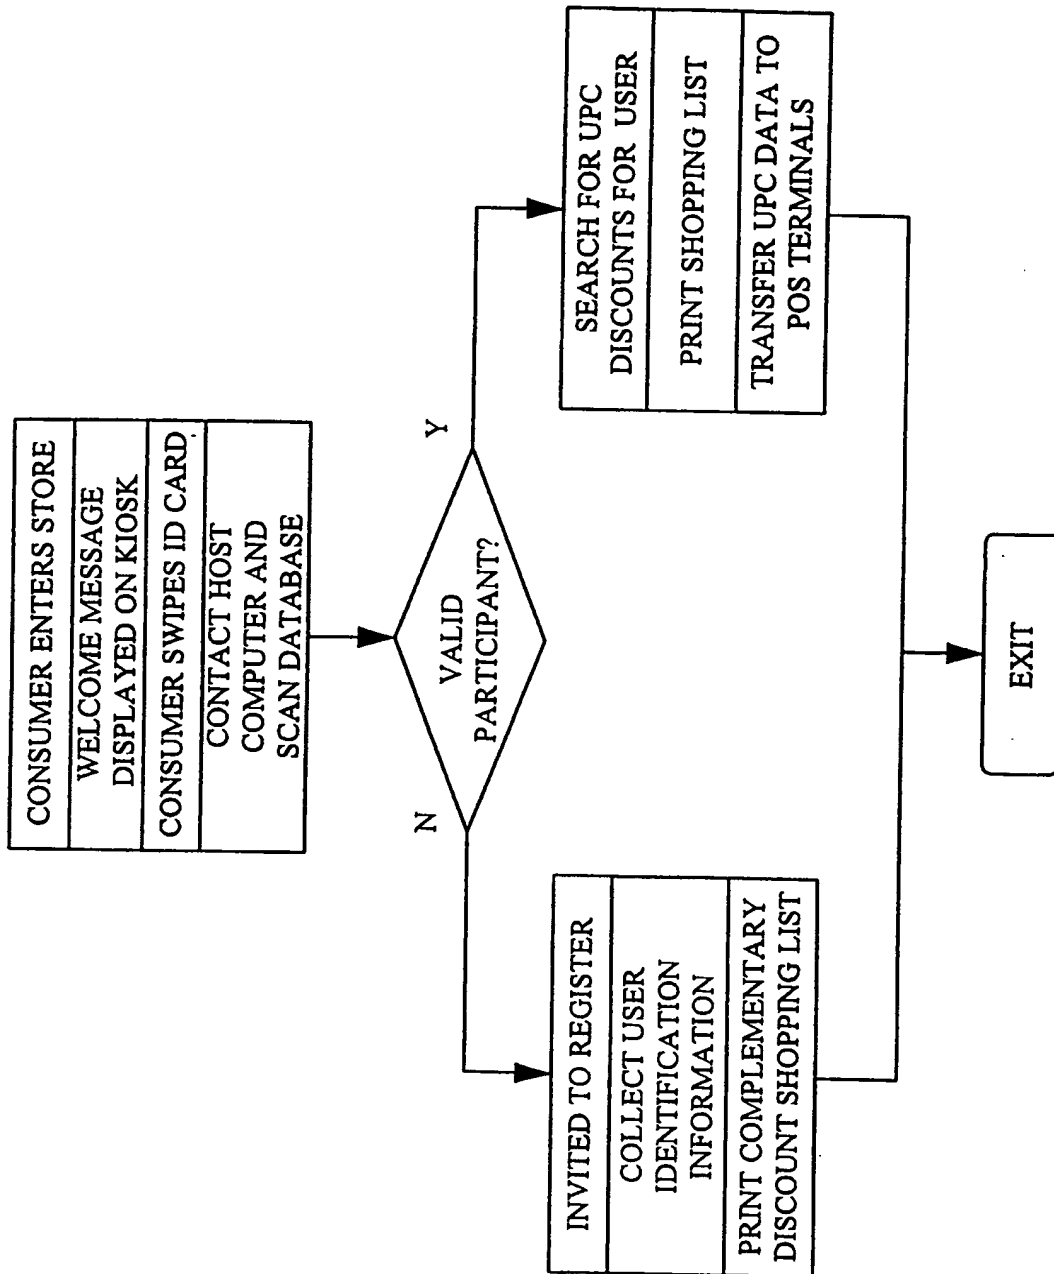 CONSUMER ENTERS STORE
WELCOME MESSAGE
DISPLAYED ON KIOSK
CONSUMER SWIPES ID CARD
CONTACT HOST
COMPUTER AND
SCAN DATABASE
VALID
PARTICIPANT?
N
Y
INVITED TO REGISTER
COLLECT USER
IDENTIFICATION
INFORMATION
PRINT COMPLEMENTARY
DISCOUNT SHOPPING LIST
SEARCH FOR UPC
DISCOUNTS FOR USER
PRINT SHOPPING LIST
TRANSFER UPC DATA TO
POS TERMINALS
EXIT